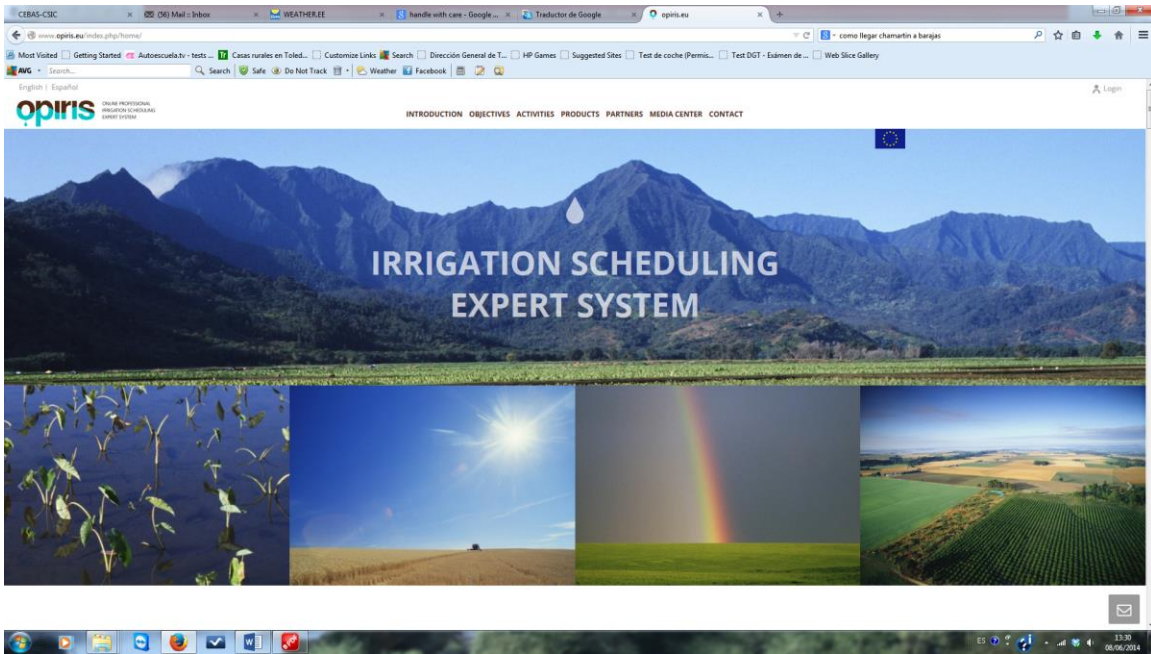 CEBAS-CSIC
(56) Mail :: Inbox
WEATHER.EE
handle with care - Google ...
Traductor de Google
opiris.eu
www.opiris.eu/index.php/home/
como llegar chamartin a barajas
Most Visited Getting Started Autoescuela.tv - tests ... Casas rurales en Toled... Customize Links Search Dirección General de T... HP Games Suggested Sites Test de coche (Permis... Test DGT - Exámen de ... Web Slice Gallery
AVG Search... Search Safe Do Not Track Weather Facebook
English | Español
Login
opiris
ONLINE PROFESSIONAL
IRRIGATION SCHEDULING
EXPERT SYSTEM
INTRODUCTION OBJECTIVES ACTIVITIES PRODUCTS PARTNERS MEDIA CENTER CONTACT
IRRIGATION SCHEDULING
EXPERT SYSTEM
ES
13:30
08/06/2014